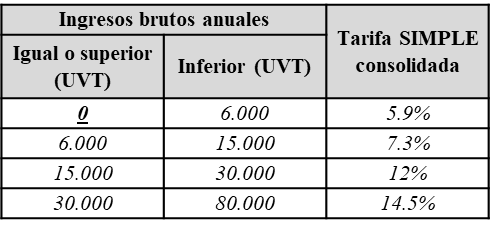 Ingresos brutos anuales
Tarifa SIMPLE
consolidada
Igual o superior
(UVT)
Inferior (UVT)
0 6.000 5.9%
6.000 15.000 7.3%
15.000 30.000 12%
30.000 80.000 14.5%